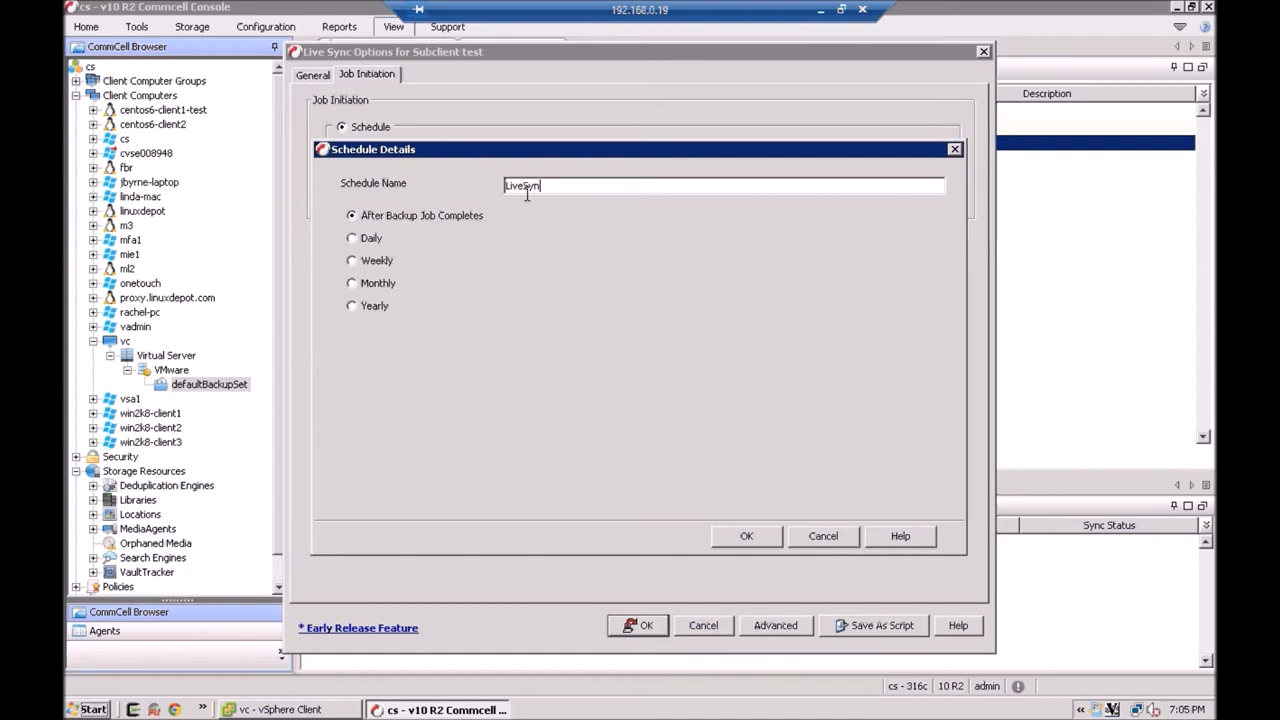 cs - v10 R2 Commcell Console
192.168.0.19
Home Tools Storage Configuration Reports View Support
CommCell Browser
Live Sync Options for Subclient test
cs
Client Computer Groups
Client Computers
centos6-client1-test
centos6-client2
cs
cvse008948
fbr
jbyrne-laptop
linda-mac
linuxdepot
m3
mfa1
mie1
ml2
onetouch
proxy.linuxdepot.com
rachel-pc
vadmin
vc
Virtual Server
VMware
defaultBackupSet
vsa1
win2k8-client1
win2k8-client2
win2k8-client3
Security
Storage Resources
Deduplication Engines
Libraries
Locations
MediaAgents
Orphaned Media
Search Engines
VaultTracker
Policies
CommCell Browser
Agents
General Job Initiation
Job Initiation
Schedule
Schedule Details
Schedule Name LiveSyn
After Backup Job Completes
Daily
Weekly
Monthly
Yearly
OK Cancel Help
* Early Release Feature
OK Cancel Advanced Save As Script Help
Description
Sync Status
cs - 316c 10 R2 admin
Start
»
vc - vSphere Client
cs - v10 R2 Commcell ...
«
7:05 PM